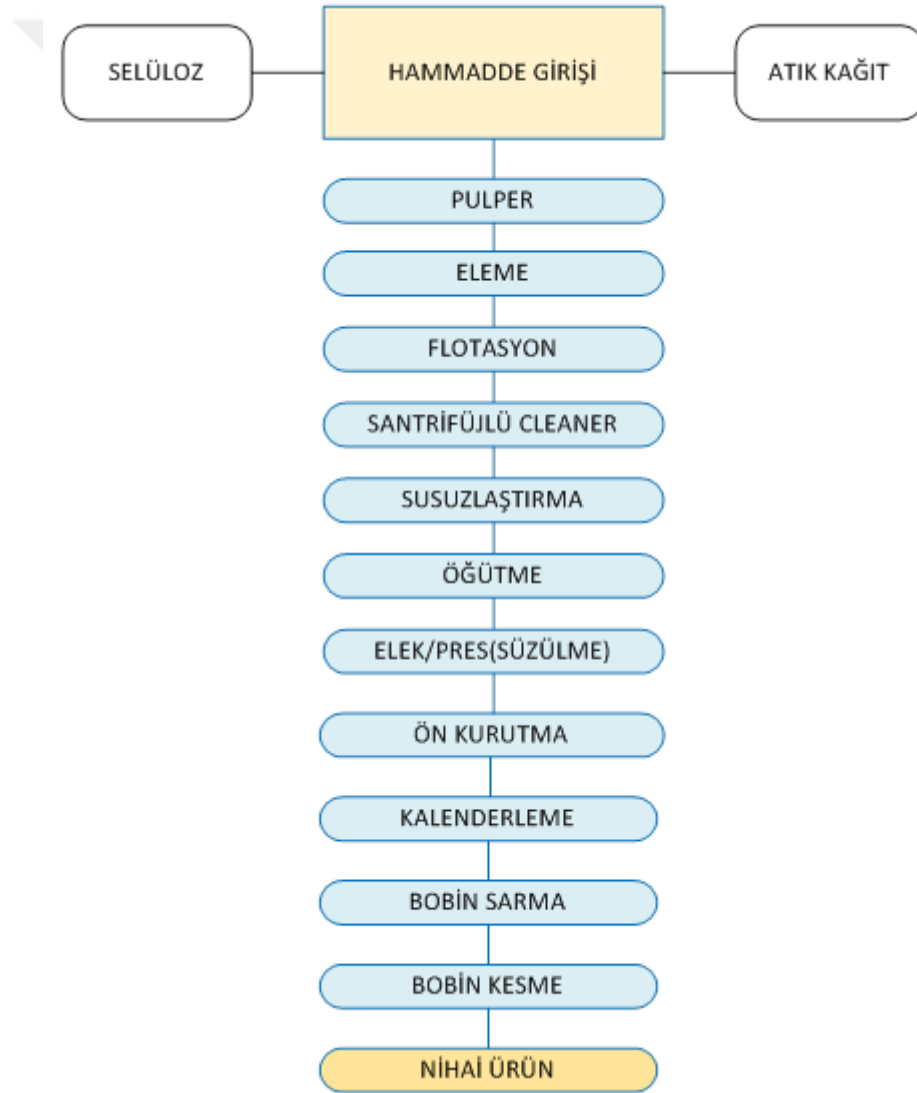 SELÜLOZ
HAMMADDE GİRİŞİ
ATIK KAĞIT
PULPER
ELEME
FLOTASYON
SANTRİFÜJLÜ CLEANER
SUSUZLAŞTIRMA
ÖĞÜTME
ELEK/PRES(SÜZÜLME)
ÖN KURUTMA
KALENDERLEME
BOBİN SARMA
BOBİN KESME
NİHAİ ÜRÜN